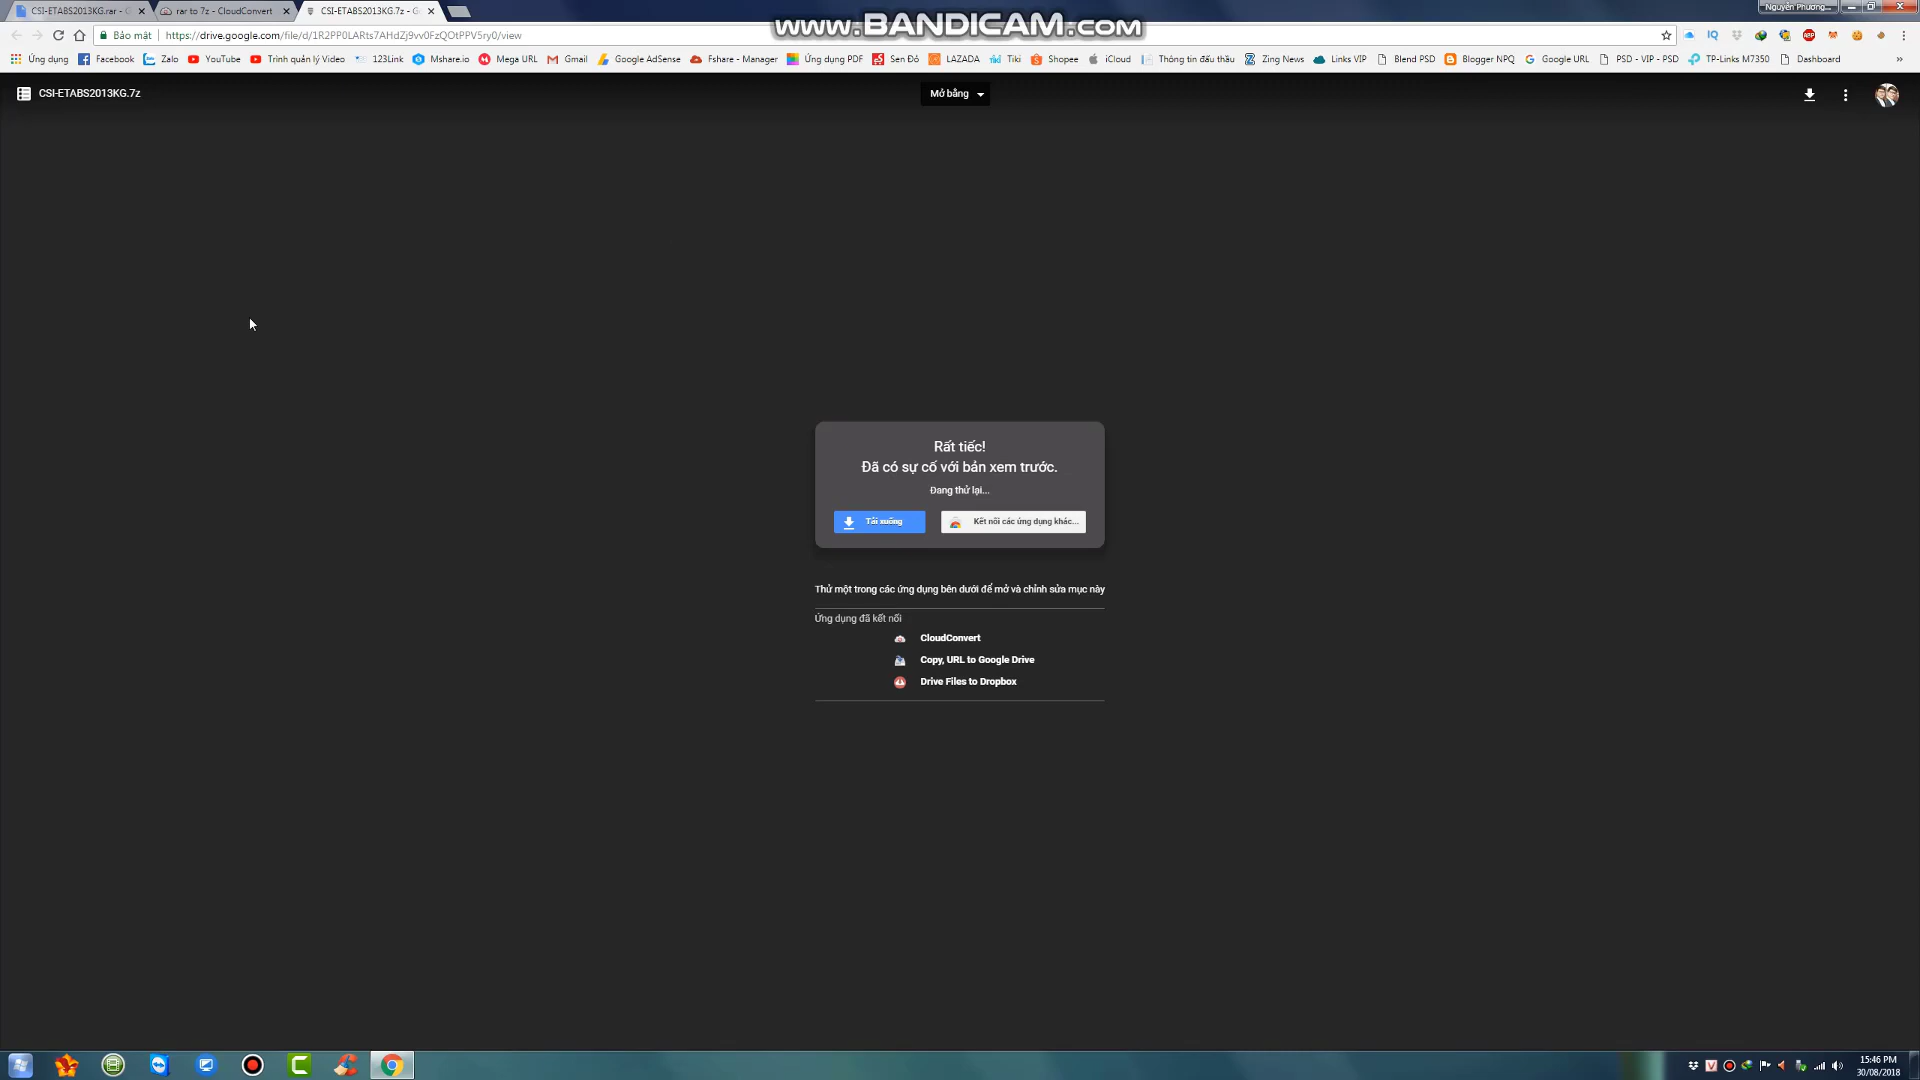 CSI-ETABS2013KG.rar - G
rar to 7z - CloudConvert
CSI-ETABS2013KG.7z - G
www.BANDICAM.com
Nguyễn Phương...
Bảo mật
https://drive.google.com/file/d/1R2PP0LARts7AHdZj9vv0FzQOtPPV5ry0/view
Ứng dụng
Facebook
Zalo
YouTube
Trình quản lý Video
123Link
Mshare.io
Mega URL
Gmail
Google AdSense
Fshare - Manager
Ứng dụng PDF
Sen Đỏ
LAZADA
Tiki
Shopee
iCloud
Thông tin đấu thầu
Zing News
Links VIP
Blend PSD
Blogger NPQ
Google URL
PSD - VIP - PSD
TP-Links M7350
Dashboard
»
CSI-ETABS2013KG.7z
Mở bằng
Rất tiếc!
Đã có sự cố với bản xem trước.
Đang thử lại...
Tải xuống
Kết nối các ứng dụng khác...
Thử một trong các ứng dụng bên dưới để mở và chỉnh sửa mục này
Ứng dụng đã kết nối
CloudConvert
Copy, URL to Google Drive
Drive Files to Dropbox
15:46 PM
30/08/2018